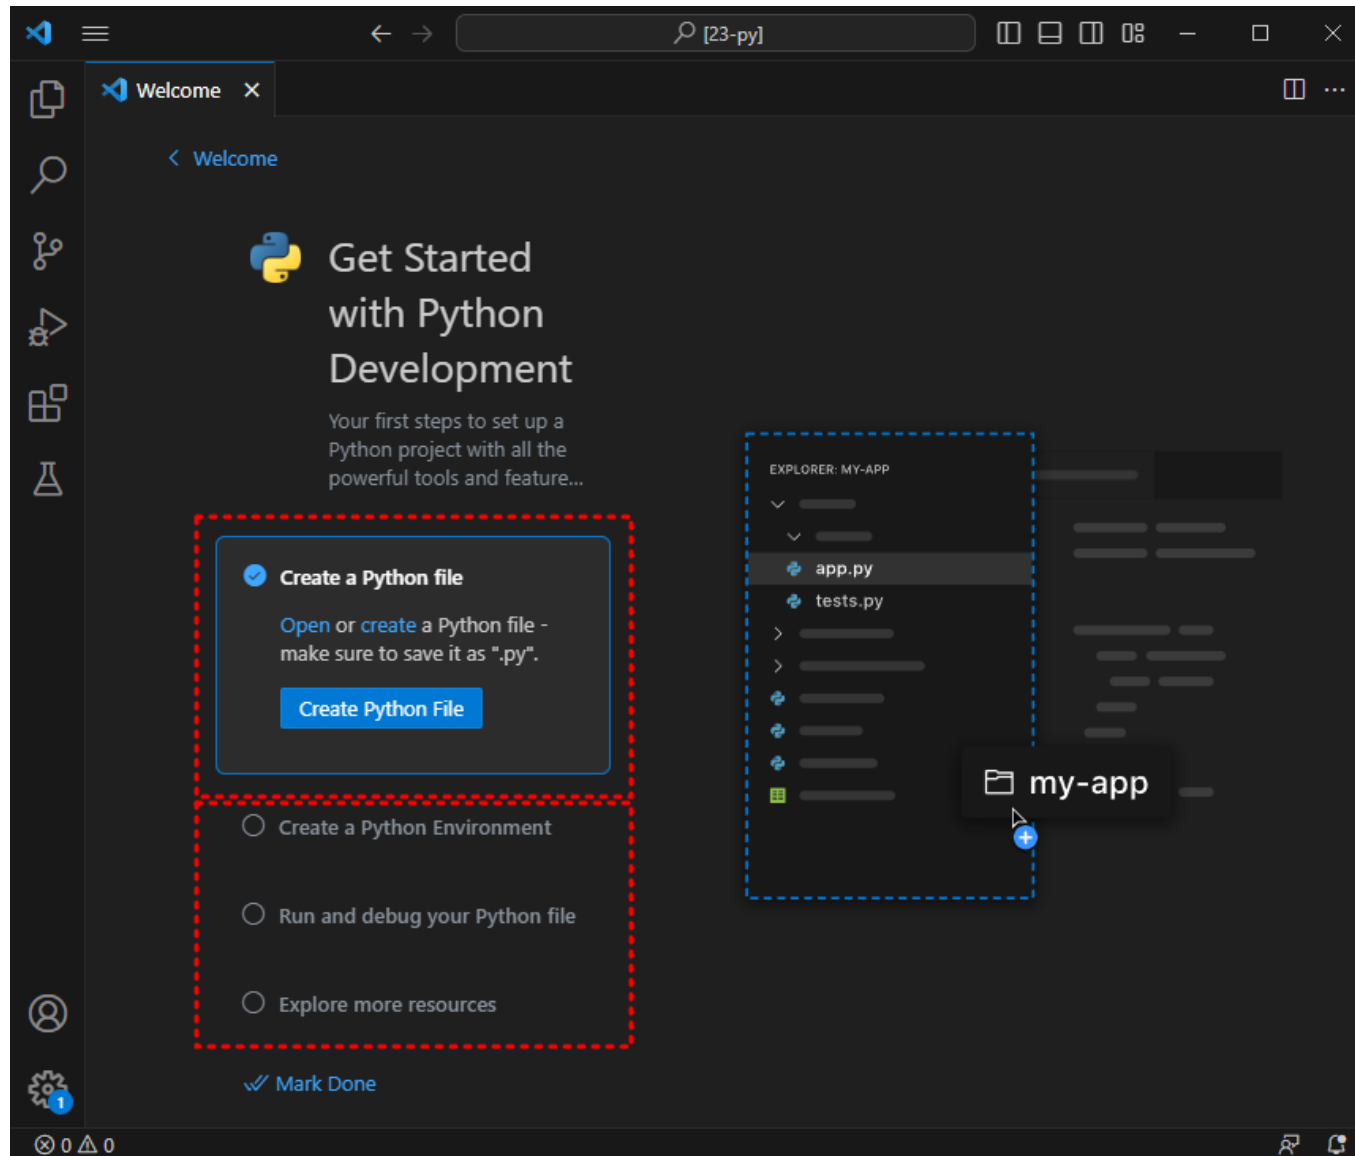 [23-py]
Welcome
Welcome
Get Started
with Python
Development
Your first steps to set up a
Python project with all the
powerful tools and feature...
Create a Python file
Open or create a Python file -
make sure to save it as ".py".
Create Python File
Create a Python Environment
Run and debug your Python file
Explore more resources
Mark Done
EXPLORER: MY-APP
app.py
tests.py
my-app
1
0 0